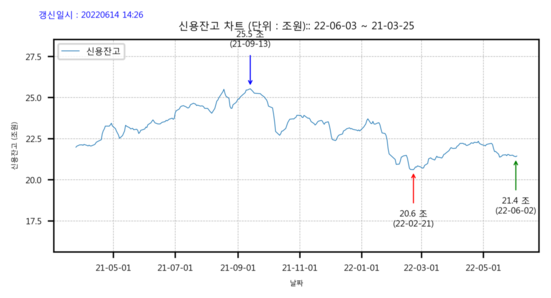 갱신일시 : 20220614 14:26
신용잔고 차트 (단위 : 조원):: 22-06-03 ~ 21-03-25
25.5 조
(21-09-13)
신용잔고
27.5
25.0
22.5
20.0
17.5
신용잔고 (조원)
20.6 조
(22-02-21)
21.4 조
(22-06-02)
21-05-01
21-07-01
21-09-01
21-11-01
22-01-01
22-03-01
22-05-01
날짜